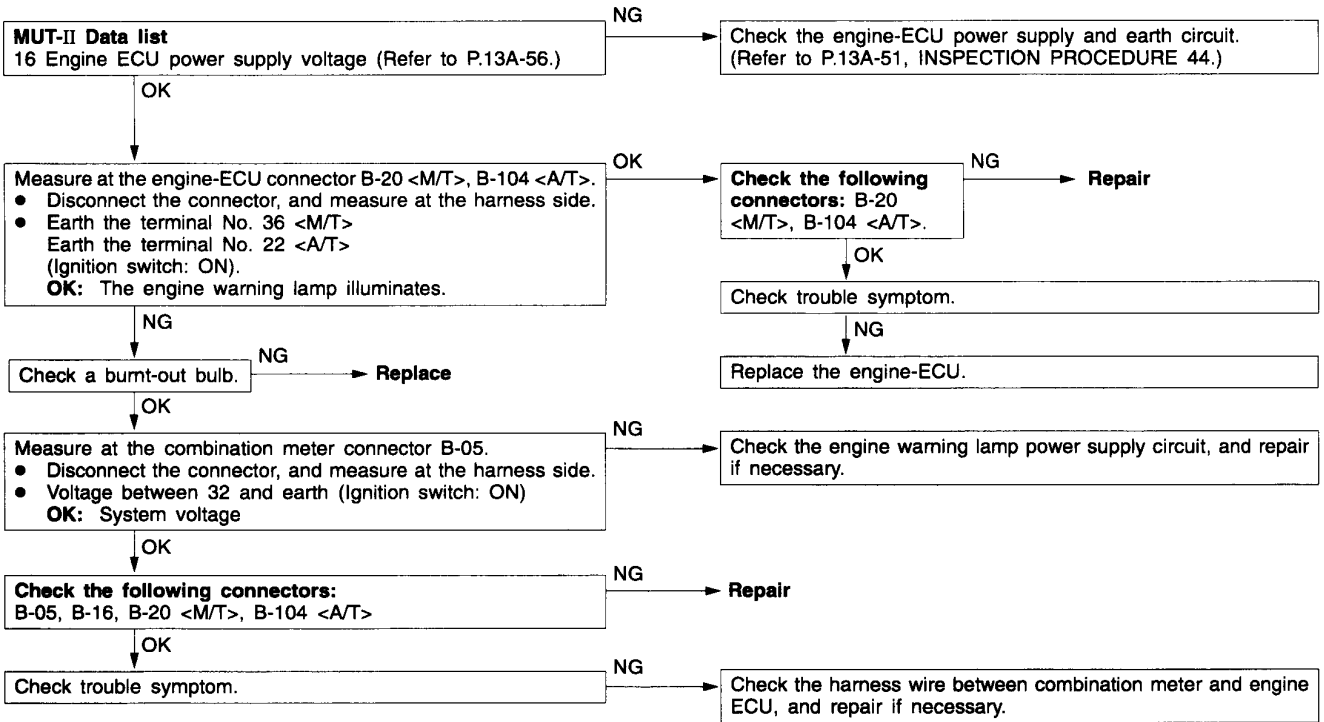 MUT-II Data list
16 Engine ECU power supply voltage (Refer to P.13A-56.)
NG
Check the engine-ECU power supply and earth circuit.
(Refer to P.13A-51, INSPECTION PROCEDURE 44.)
OK
Measure at the engine-ECU connector B-20 <M/T>, B-104 <A/T>.
● Disconnect the connector, and measure at the harness side.
● Earth the terminal No. 36 <M/T>
Earth the terminal No. 22 <A/T>
(Ignition switch: ON).
OK: The engine warning lamp illuminates.
OK
Check the following
connectors: B-20
<M/T>, B-104 <A/T>.
NG
Repair
OK
Check trouble symptom.
NG
Replace the engine-ECU.
NG
Check a burnt-out bulb.
NG
Replace
OK
Measure at the combination meter connector B-05.
● Disconnect the connector, and measure at the harness side.
● Voltage between 32 and earth (Ignition switch: ON)
OK: System voltage
NG
Check the engine warning lamp power supply circuit, and repair
if necessary.
OK
Check the following connectors:
B-05, B-16, B-20 <M/T>, B-104 <A/T>
NG
Repair
OK
Check trouble symptom.
NG
Check the harness wire between combination meter and engine
ECU, and repair if necessary.